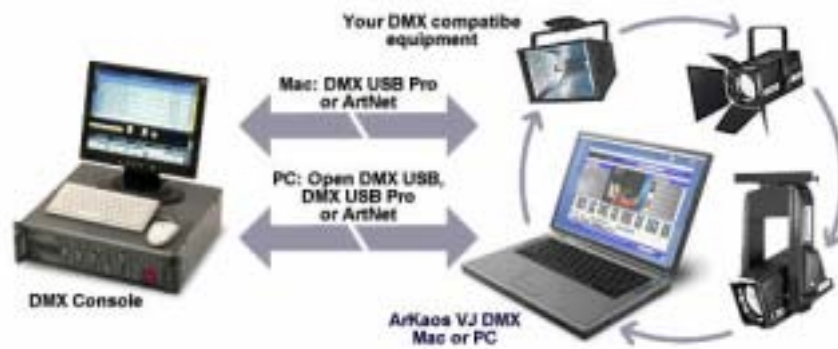 Your DMX compatibe
equipment
Mac: DMX USB Pro
or ArtNet
PC: Open DMX USB,
DMX USB Pro
or ArtNet
DMX Console
ArKaos VJ DMX
Mac or PC